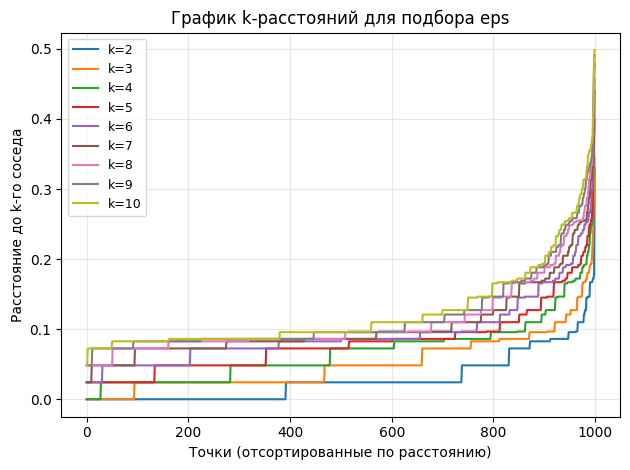 График k-расстояний для подбора eps
Расстояние до k-го соседа
0.5
0.4
0.3
0.2
0.1
0.0
k=2
k=3
k=4
k=5
k=6
k=7
k=8
k=9
k=10
0 200 400 600 800 1000
Точки (отсортированные по расстоянию)